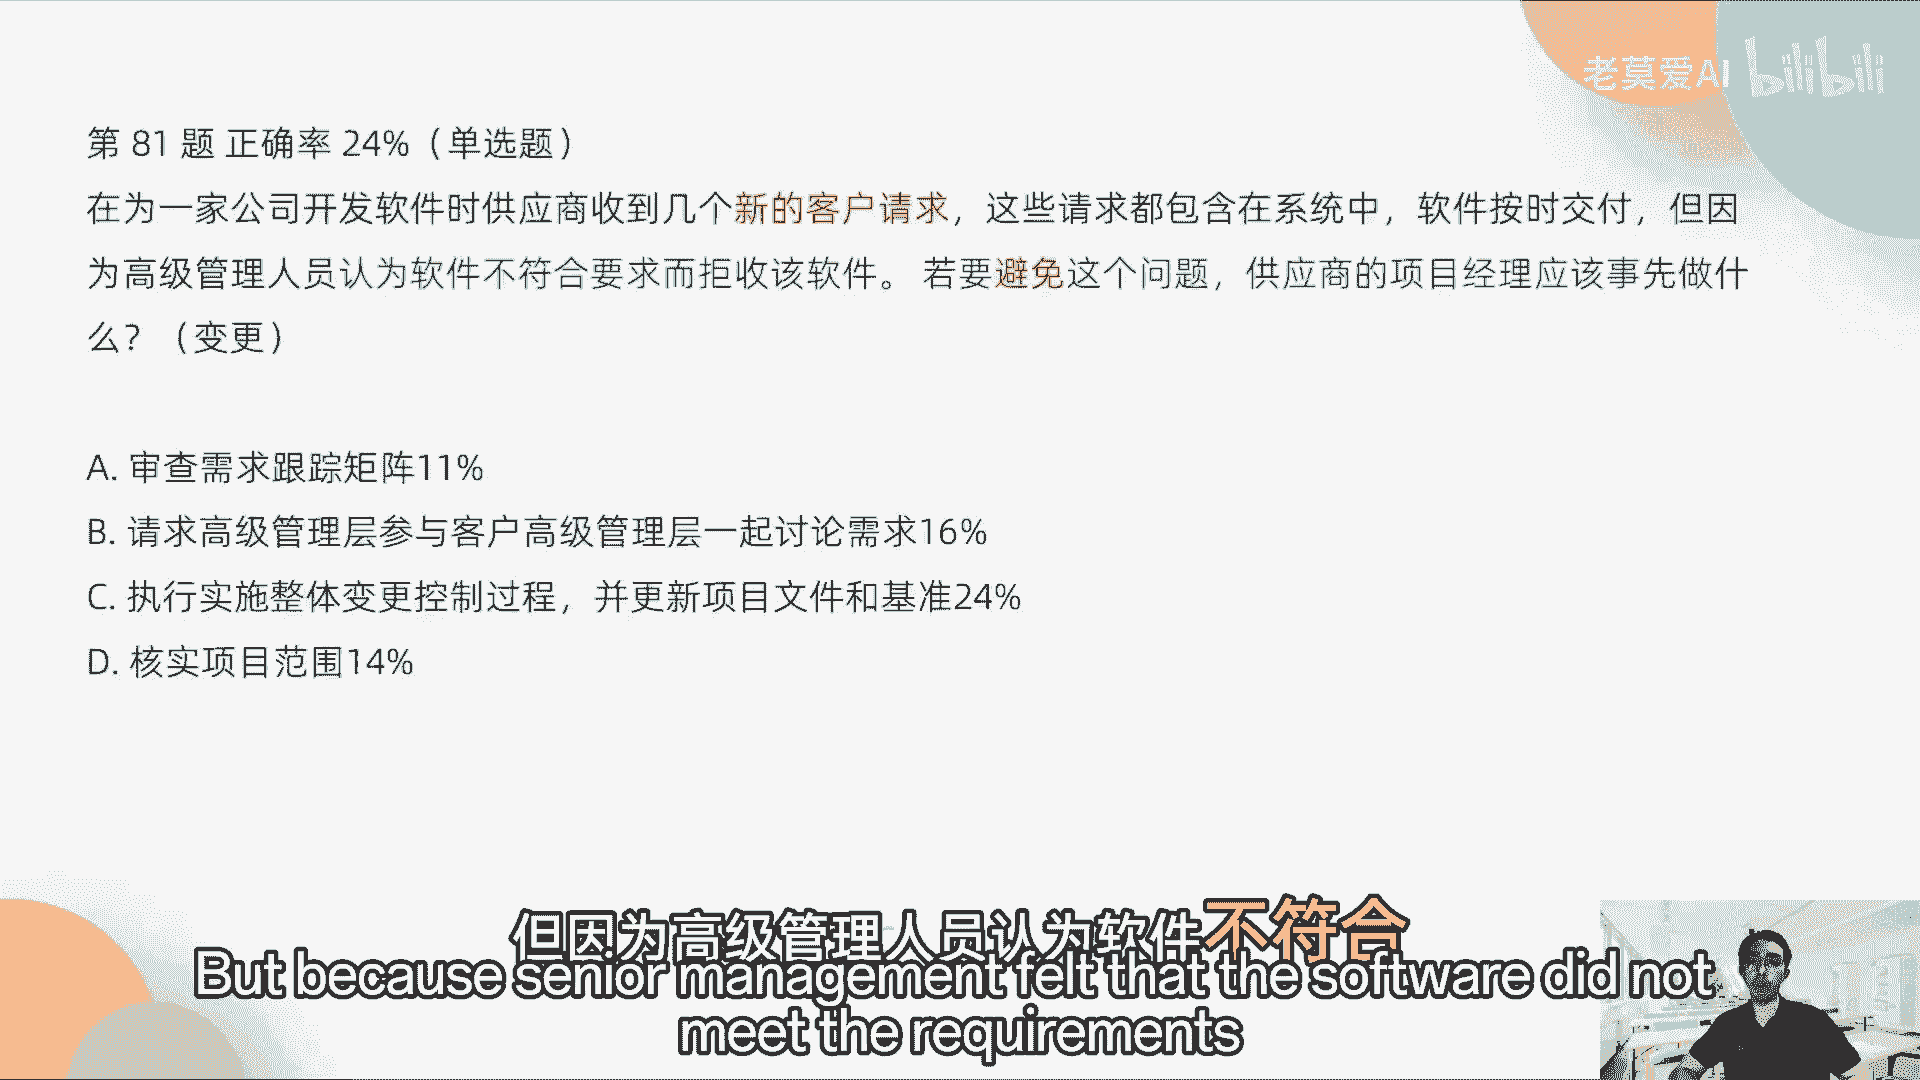 老莫爱AI bilibili
第 81 题 正确率 24%（单选题）
在为一家公司开发软件时供应商收到几个新的客户请求，这些请求都包含在系统中，软件按时交付，但因
为高级管理人员认为软件不符合要求而拒收该软件。 若要避免这个问题，供应商的项目经理应该事先做什
么？（变更）
A. 审查需求跟踪矩阵11%
B. 请求高级管理层参与客户高级管理层一起讨论需求16%
C. 执行实施整体变更控制过程，并更新项目文件和基准24%
D. 核实项目范围14%
但因为高级管理人员认为软件不符合
But because senior management felt that the software did not
meet the requirements